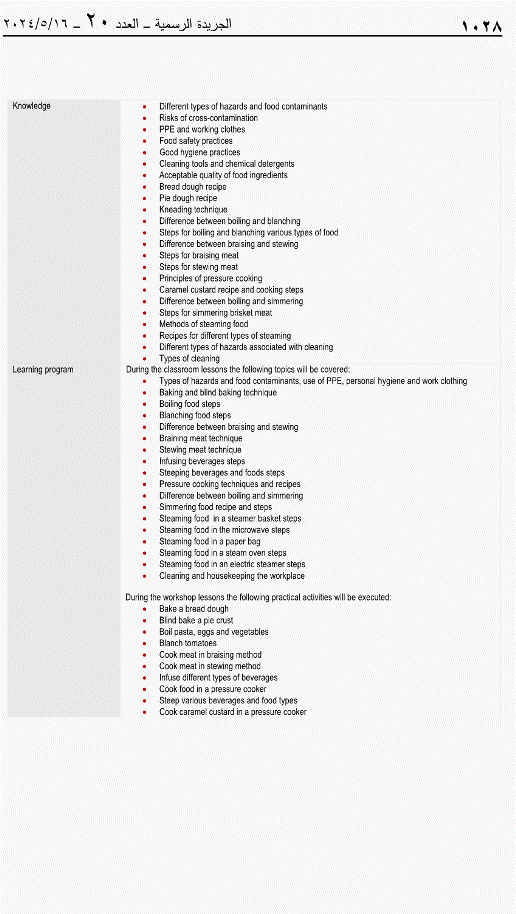 ١٠٢٨ الجريدة الرسمية ــ العدد ٢٠ ــ ٢٠٢٤/٥/١٦
Knowledge
• Different types of hazards and food contaminants
• Risks of cross-contamination
• PPE and working clothes
• Food safety practices
• Good hygiene practices
• Cleaning tools and chemical detergents
• Acceptable quality of food ingredients
• Bread dough recipe
• Pie dough recipe
• Kneading technique
• Difference between boiling and blanching
• Steps for boiling and blanching various types of food
• Difference between braising and stewing
• Steps for braising meat
• Steps for stewing meat
• Principles of pressure cooking
• Caramel custard recipe and cooking steps
• Difference between boiling and simmering
• Steps for simmering brisket meat
• Methods of steaming food
• Recipes for different types of steaming
• Different types of hazards associated with cleaning
• Types of cleaning
Learning program
During the classroom lessons the following topics will be covered:
• Types of hazards and food contaminants, use of PPE, personal hygiene and work clothing
• Baking and blind baking technique
• Boiling food steps
• Blanching food steps
• Difference between braising and stewing
• Braining meat technique
• Stewing meat technique
• Infusing beverages steps
• Steeping beverages and foods steps
• Pressure cooking techniques and recipes
• Difference between boiling and simmering
• Simmering food recipe and steps
• Steaming food in a steamer basket steps
• Steaming food in the microwave steps
• Steaming food in a paper bag
• Steaming food in a steam oven steps
• Steaming food in an electric steamer steps
• Cleaning and housekeeping the workplace
During the workshop lessons the following practical activities will be executed:
• Bake a bread dough
• Blind bake a pie crust
• Boil pasta, eggs and vegetables
• Blanch tomatoes
• Cook meat in braising method
• Cook meat in stewing method
• Infuse different types of beverages
• Cook food in a pressure cooker
• Steep various beverages and food types
• Cook caramel custard in a pressure cooker